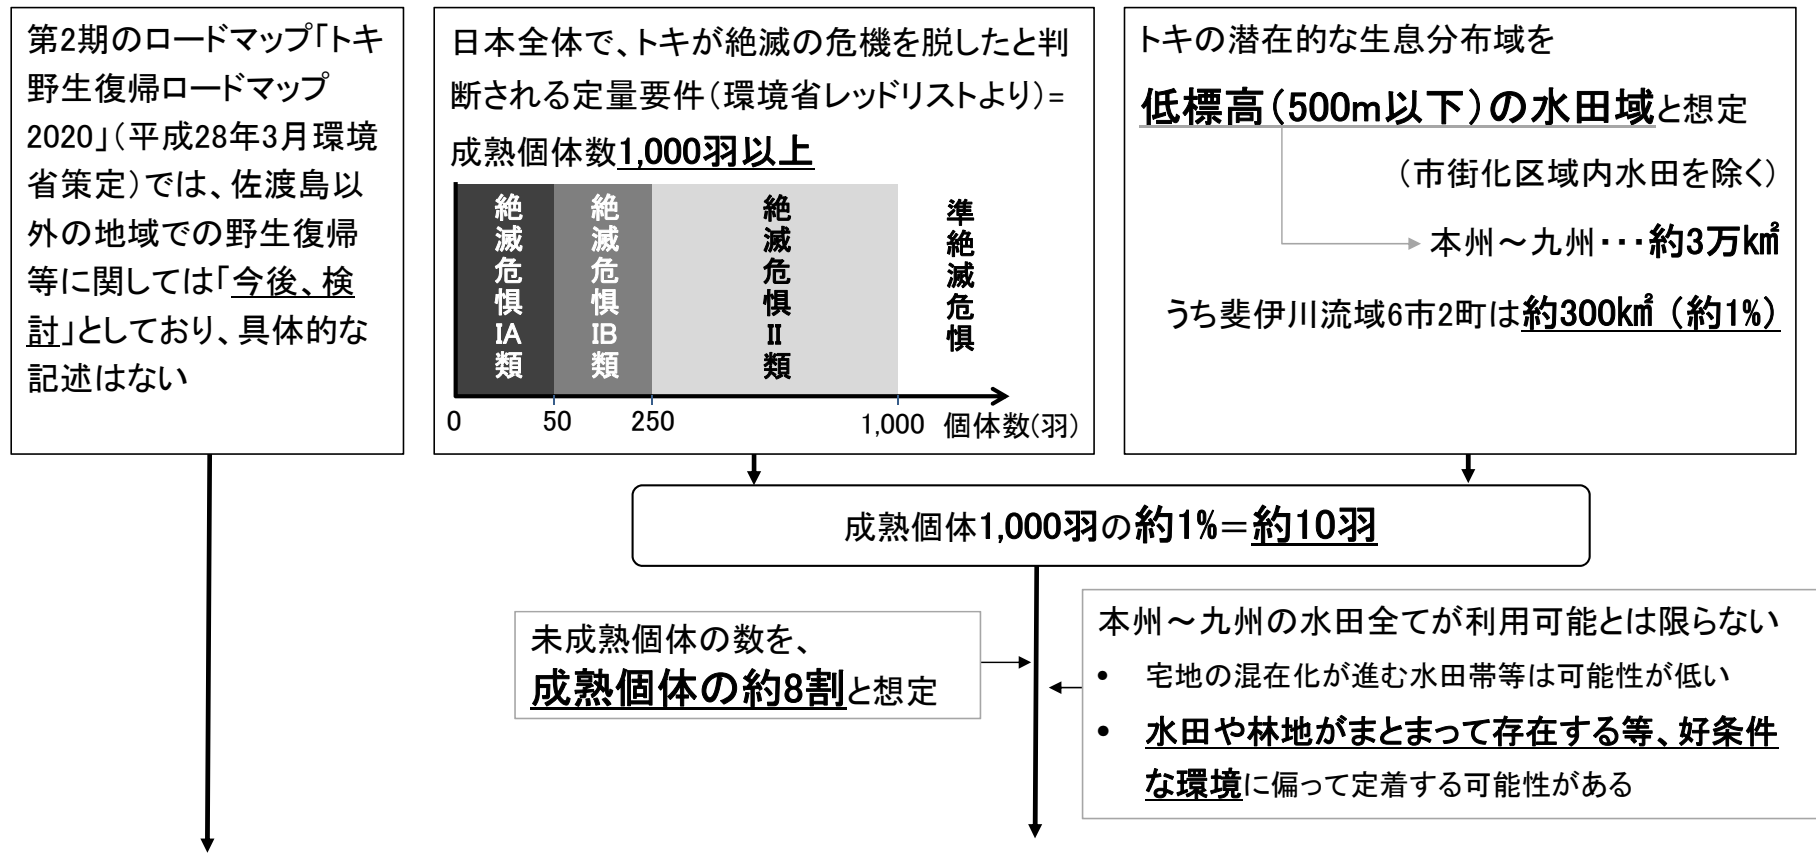 第2期のロードマップ「トキ
野生復帰ロードマップ
2020」（平成28年3月環境
省策定）では、佐渡島以
外の地域での野生復帰
等に関しては「今後、検
討」としており、具体的な
記述はない
日本全体で、トキが絶滅の危機を脱したと判
断される定量要件（環境省レッドリストより）＝
成熟個体数1,000羽以上
絶滅危惧IA類
絶滅危惧IB類
絶滅危惧II類
準絶滅危惧
0 50 250 1,000 個体数(羽)
トキの潜在的な生息分布域を
低標高（500m以下）の水田域と想定
（市街化区域内水田を除く）
本州～九州・・・約3万㎢
うち斐伊川流域6市2町は約300㎢（約1%）
成熟個体1,000羽の約1%＝約10羽
未成熟個体の数を、
成熟個体の約8割と想定
本州～九州の水田全てが利用可能とは限らない
• 宅地の混在化が進む水田帯等は可能性が低い
• 水田や林地がまとまって存在する等、好条件
な環境に偏って定着する可能性がある